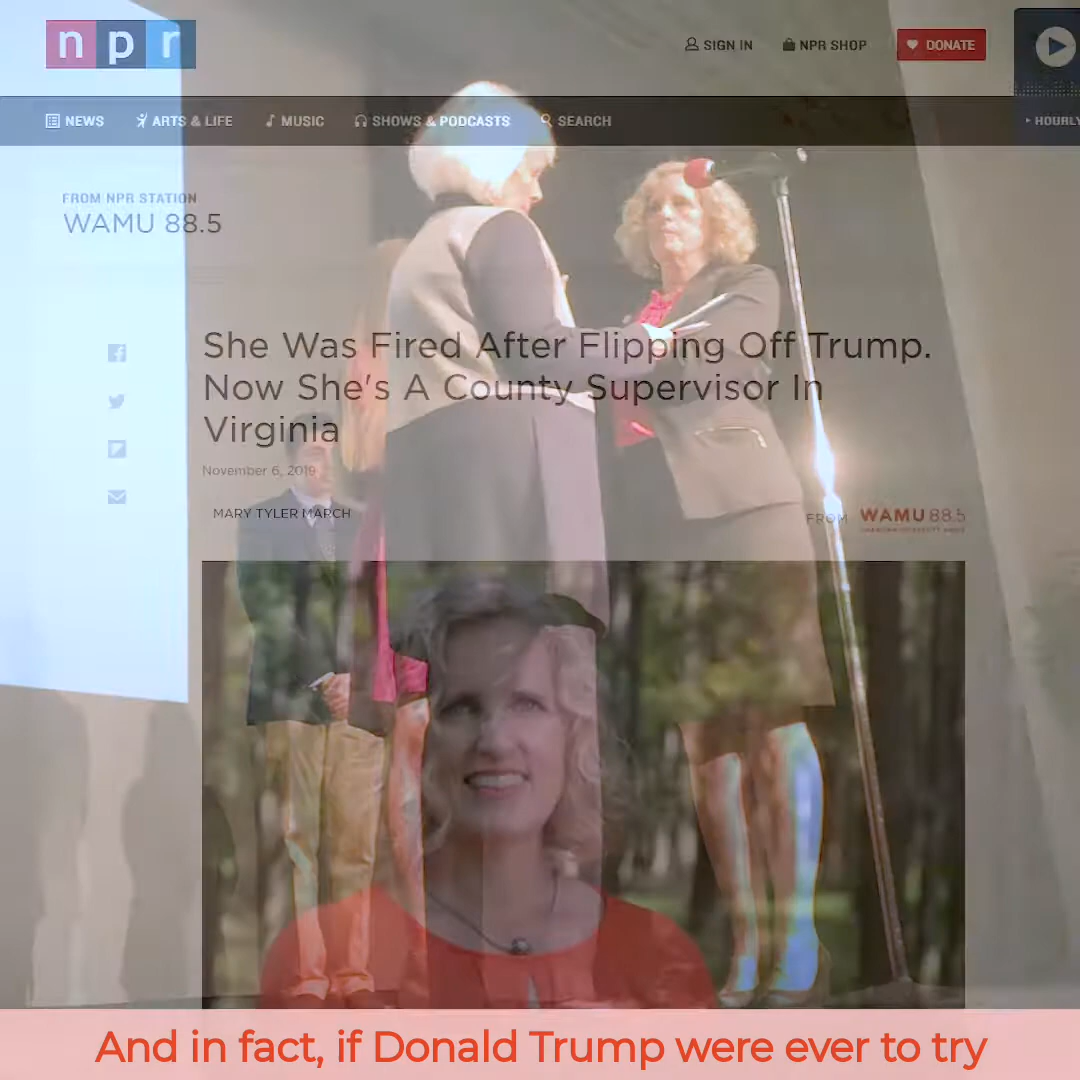 npr
SIGN IN
NPR SHOP
DONATE
NEWS
ARTS & LIFE
MUSIC
SHOWS & PODCASTS
SEARCH
HOURLY
FROM NPR STATION
WAMU 88.5
She Was Fired After Flipping Off Trump.
Now She's A County Supervisor In
Virginia
November 6, 2019
MARY TYLER MARCH
FROM WAMU 88.5
And in fact, if Donald Trump were ever to try